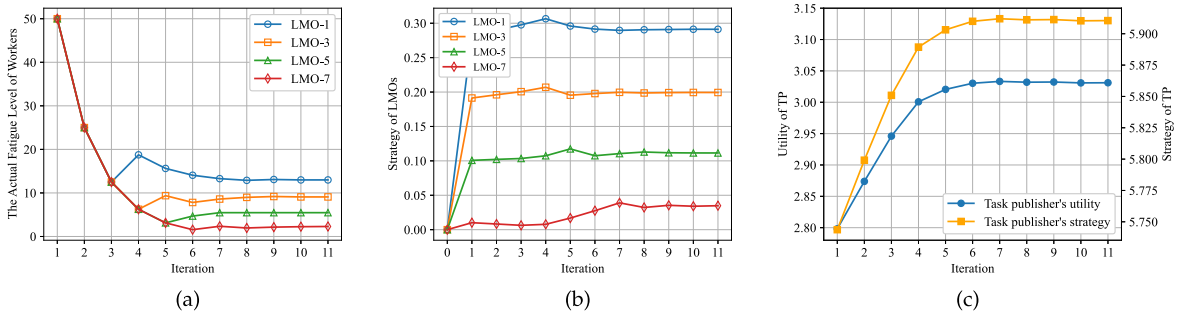 50
40
30
20
10
0
The Actual Fatigue Level of Workers
LMO-1
LMO-3
LMO-5
LMO-7
1 2 3 4 5 6 7 8 9 10 11
Iteration
(a)
0.30
0.25
0.20
0.15
0.10
0.05
0.00
Strategy of LMOs
LMO-1
LMO-3
LMO-5
LMO-7
0 1 2 3 4 5 6 7 8 9 10 11
Iteration
(b)
3.15
3.10
3.05
3.00
2.95
2.90
2.85
2.80
Utility of TP
Task publisher's utility
Task publisher's strategy
1 2 3 4 5 6 7 8 9 10 11
Iteration
5.900
5.875
5.850
5.825
5.800
5.775
5.750
Strategy of TP
(c)